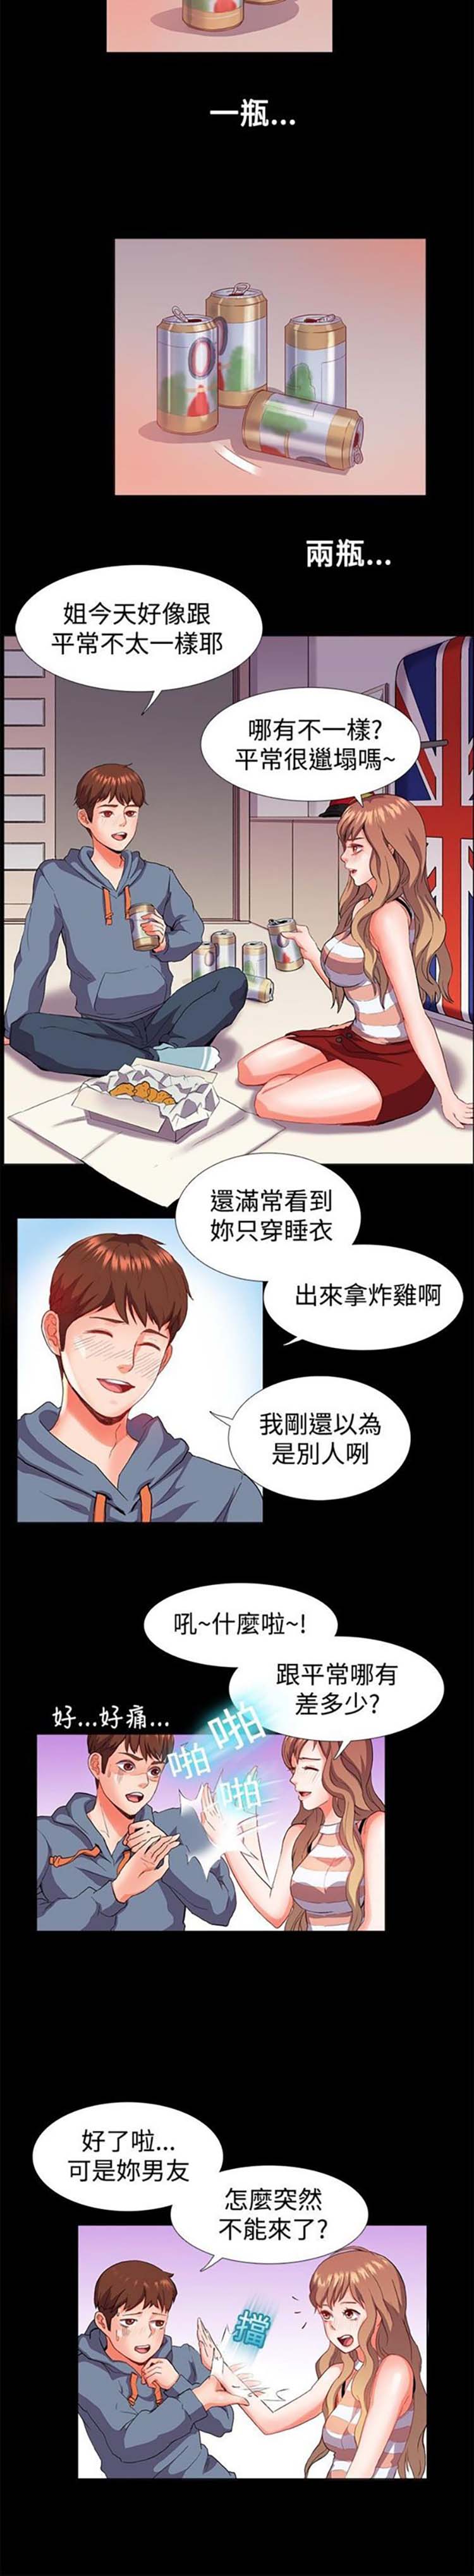 一瓶...
兩瓶...
姐今天好像跟
平常不太一樣耶
哪有不一樣?
平常很邋塌嗎~
還滿常看到
妳只穿睡衣
出來拿炸雞啊
我剛還以為
是別人咧
吼~什麼啦~!
跟平常哪有
差多少?
好...好痛...
啪
啪
啪
好了啦...
可是妳男友
怎麼突然
不能來了?
擋